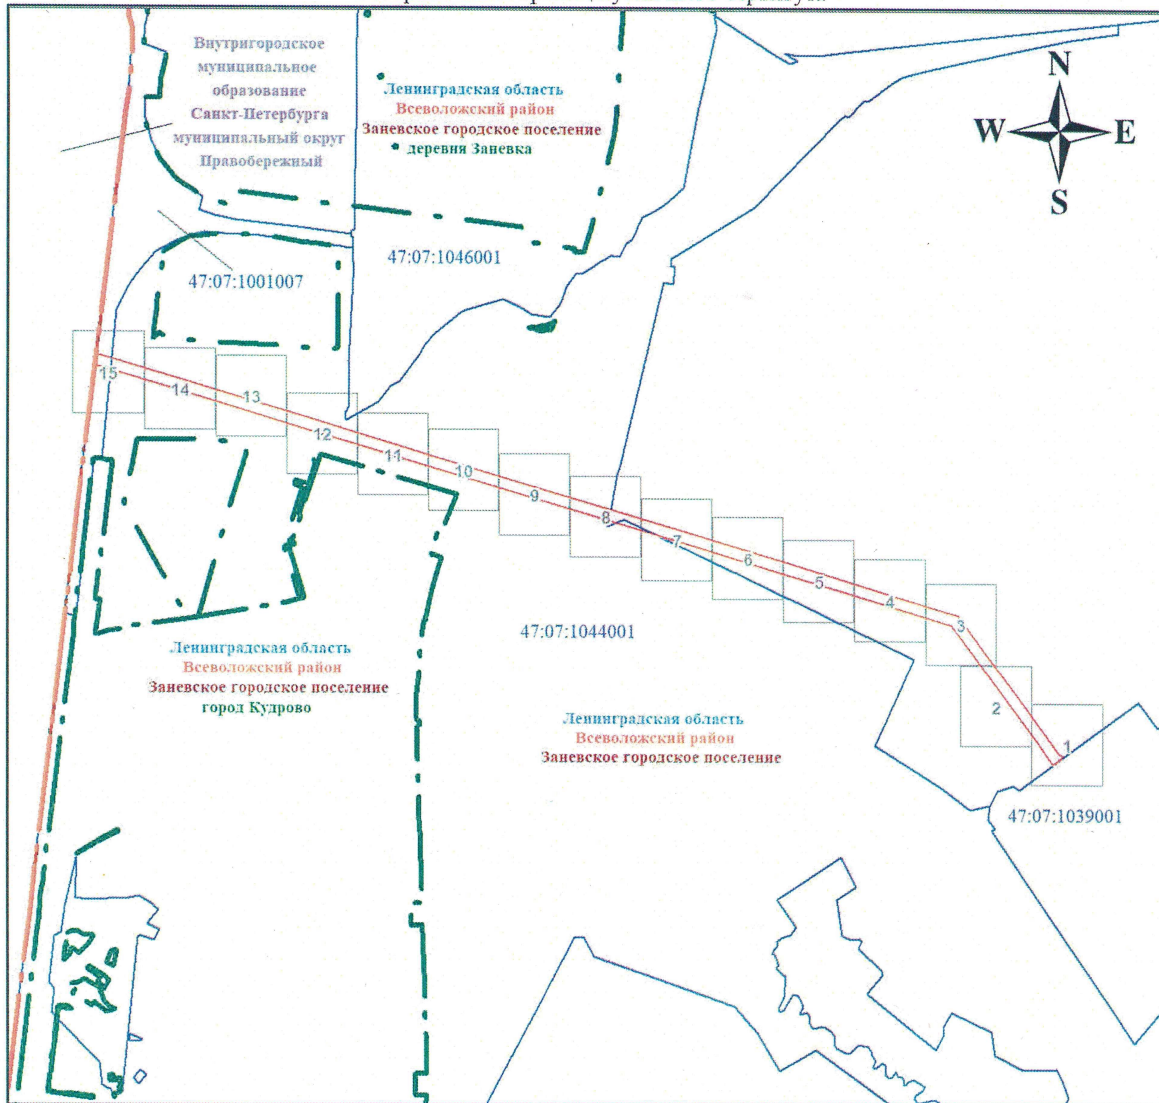 Внутригородское
муниципальное
образование
Санкт-Петербурга
муниципальный округ
Правобережный
Ленинградская область
Всеволожский район
Заневское городское поселение
деревня Заневка
N
W
E
S
47:07:1046001
47:07:1001007
15
14
13
12
11
10
9
8
7
6
5
4
3
2
1
47:07:1044001
Ленинградская область
Всеволожский район
Заневское городское поселение
город Кудрово
Ленинградская область
Всеволожский район
Заневское городское поселение
47:07:1039001